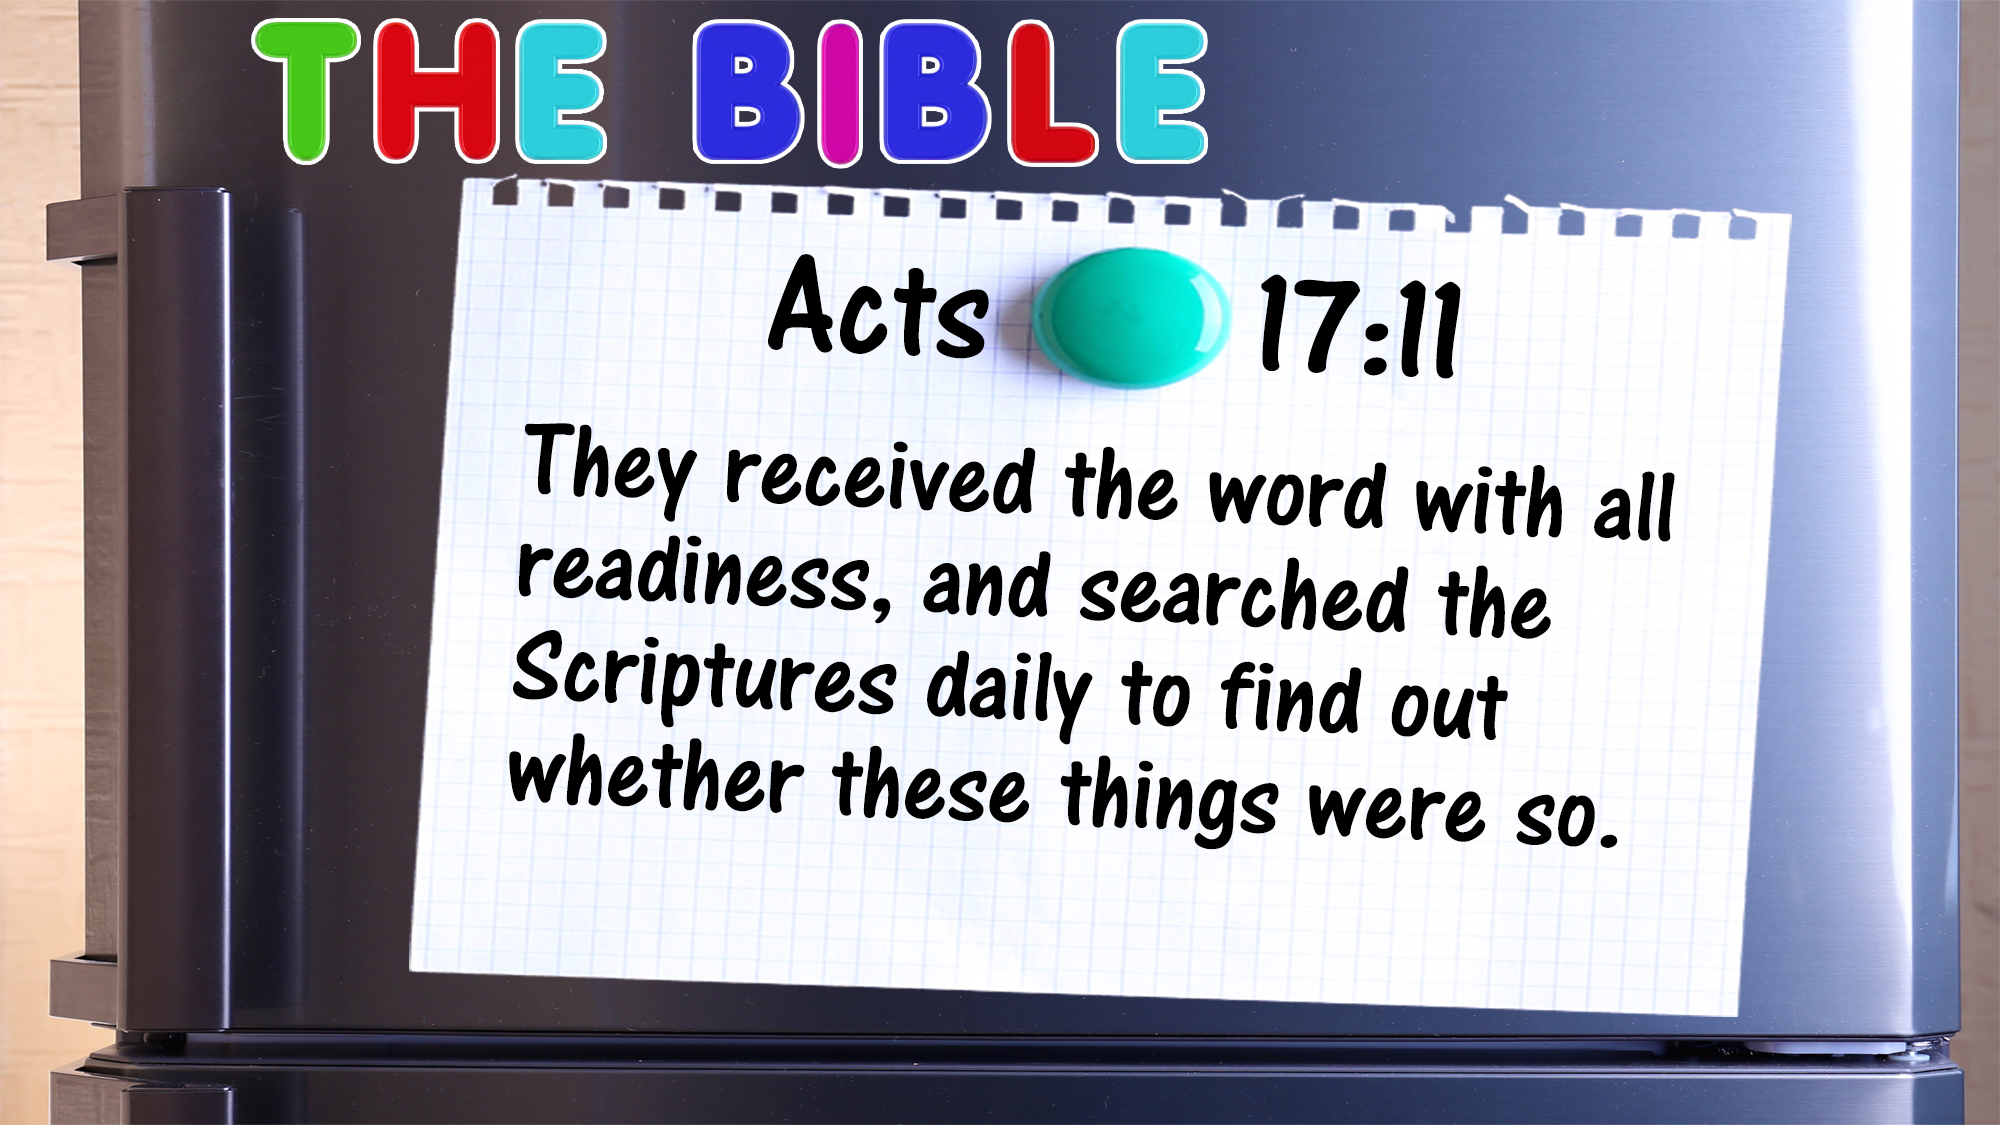 THE BIBLE
Acts 17:11
They received the word with all
readiness, and searched the
Scriptures daily to find out
whether these things were so.